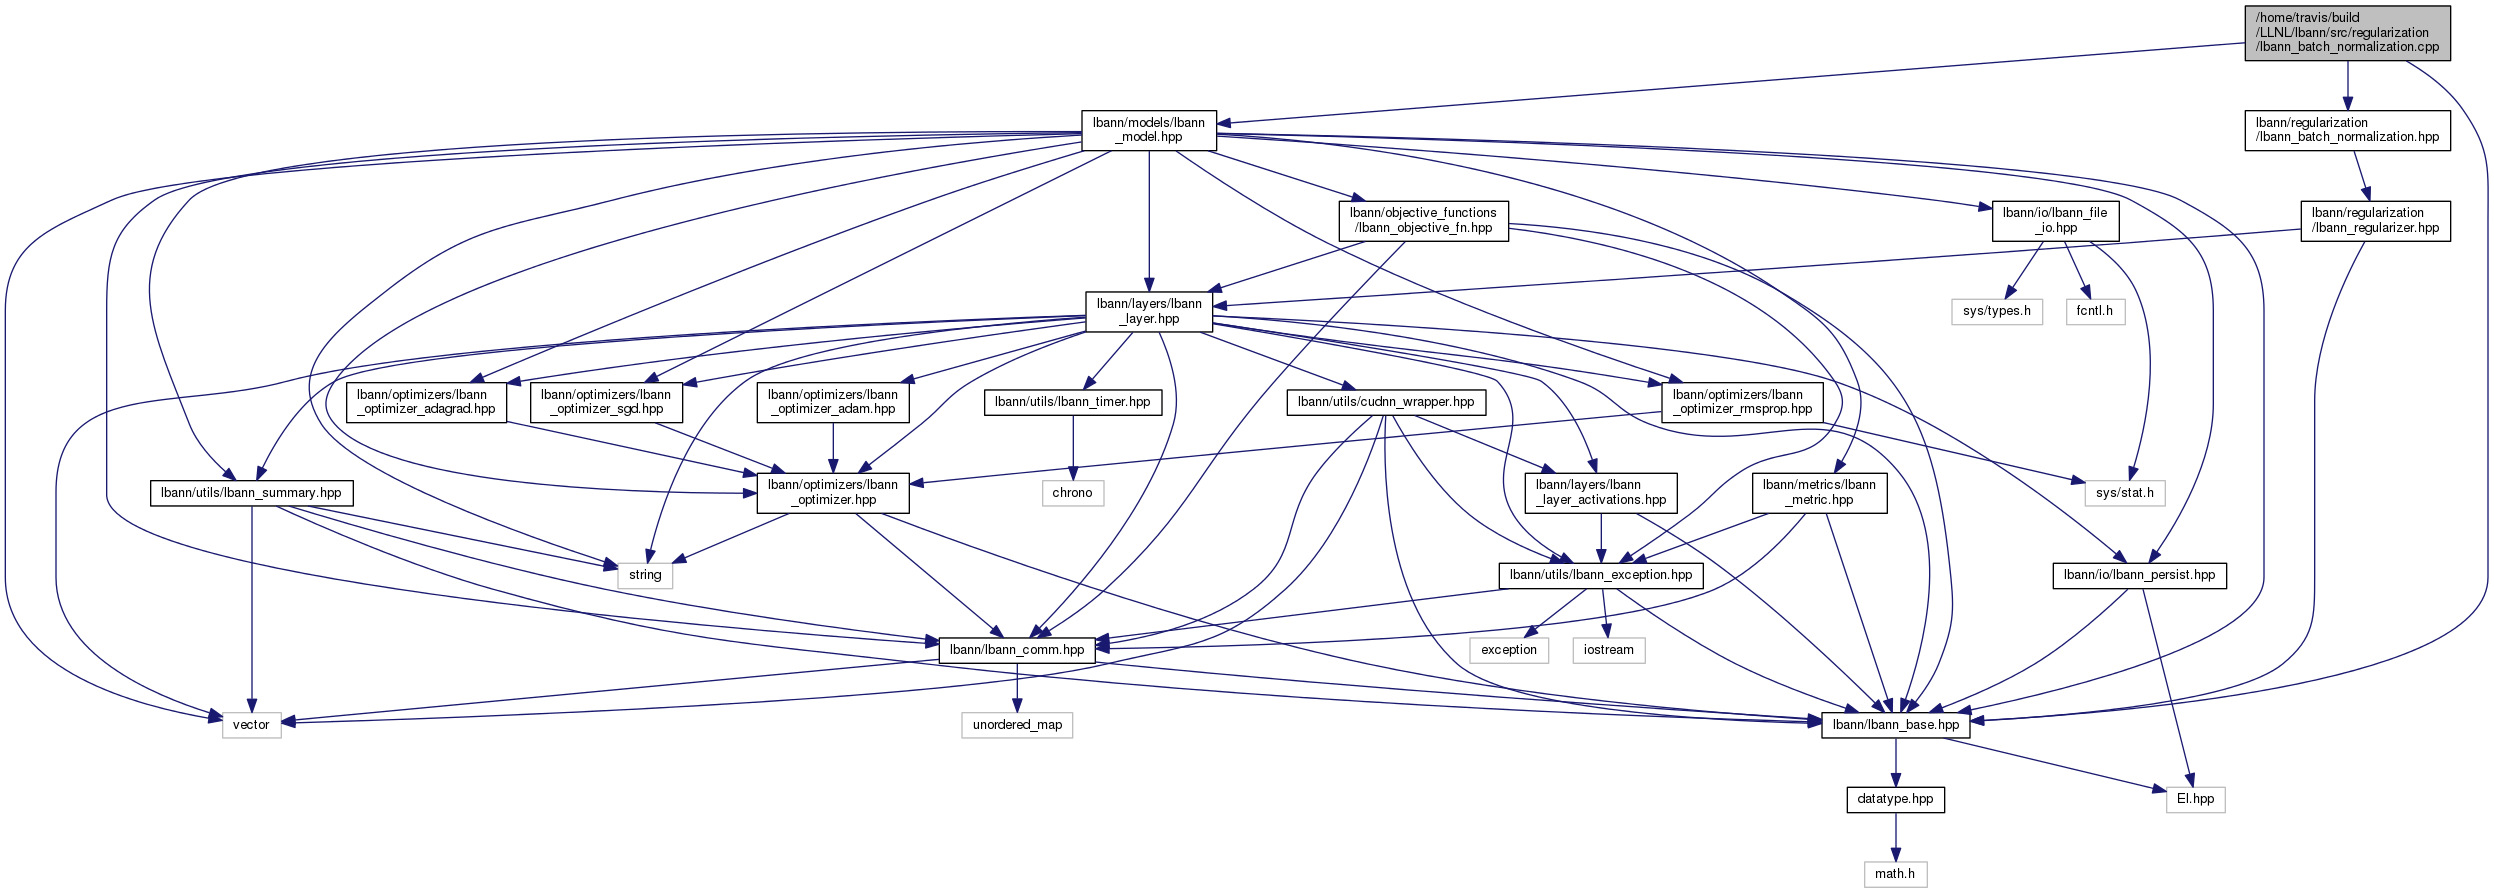 /home/travis/build
/LLNL/lbann/src/regularization
/lbann_batch_normalization.cpp
lbann/models/lbann
_model.hpp
lbann/regularization
/lbann_batch_normalization.hpp
lbann/objective_functions
/lbann_objective_fn.hpp
lbann/io/lbann_file
_io.hpp
lbann/regularization
/lbann_regularizer.hpp
lbann/layers/lbann
_layer.hpp
sys/types.h
fcntl.h
lbann/optimizers/lbann
_optimizer_adagrad.hpp
lbann/optimizers/lbann
_optimizer_sgd.hpp
lbann/optimizers/lbann
_optimizer_adam.hpp
lbann/utils/lbann_timer.hpp
lbann/utils/cudnn_wrapper.hpp
lbann/optimizers/lbann
_optimizer_rmsprop.hpp
lbann/utils/lbann_summary.hpp
lbann/optimizers/lbann
_optimizer.hpp
chrono
lbann/layers/lbann
_layer_activations.hpp
lbann/metrics/lbann
_metric.hpp
sys/stat.h
string
lbann/utils/lbann_exception.hpp
lbann/io/lbann_persist.hpp
lbann/lbann_comm.hpp
exception
iostream
vector
unordered_map
lbann/lbann_base.hpp
datatype.hpp
El.hpp
math.h